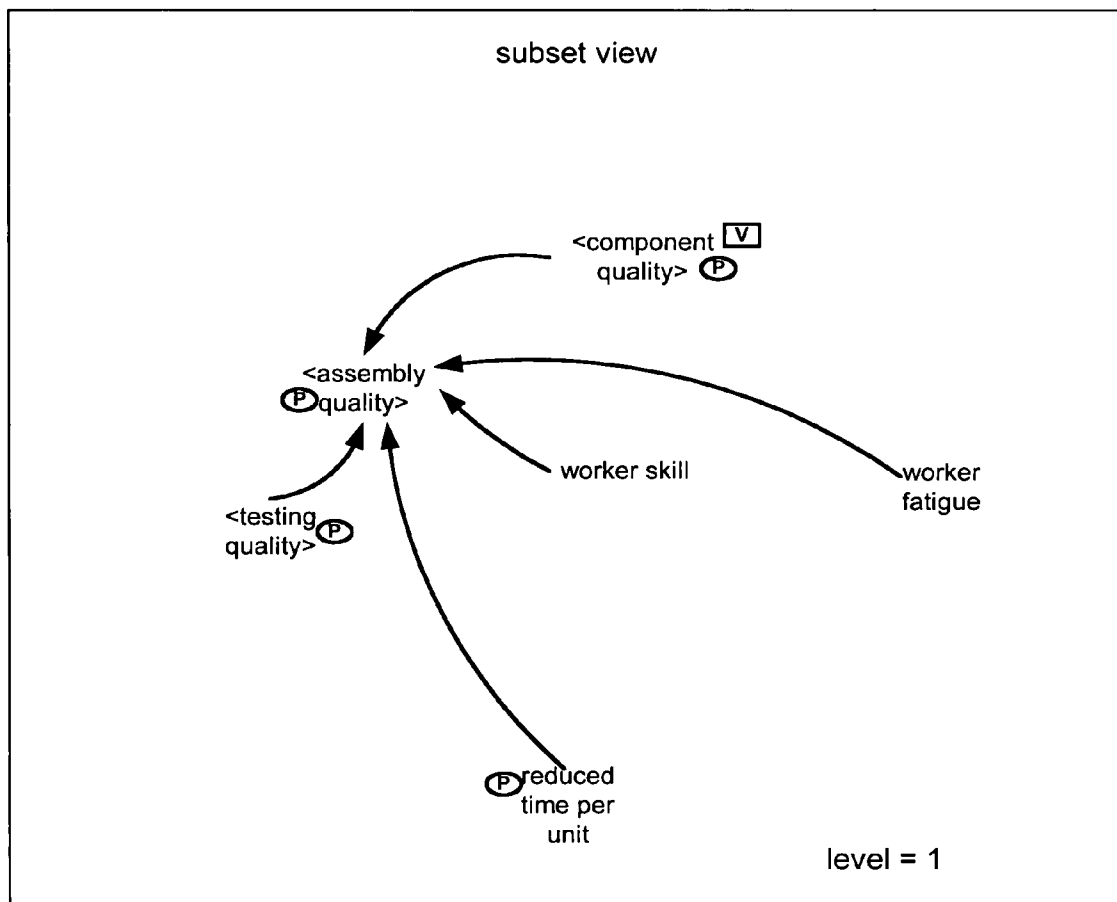 subset view
<component V
quality> P
<assembly
P quality>
worker skill
worker
fatigue
<testing
quality> P
P reduced
time per
unit
level = 1